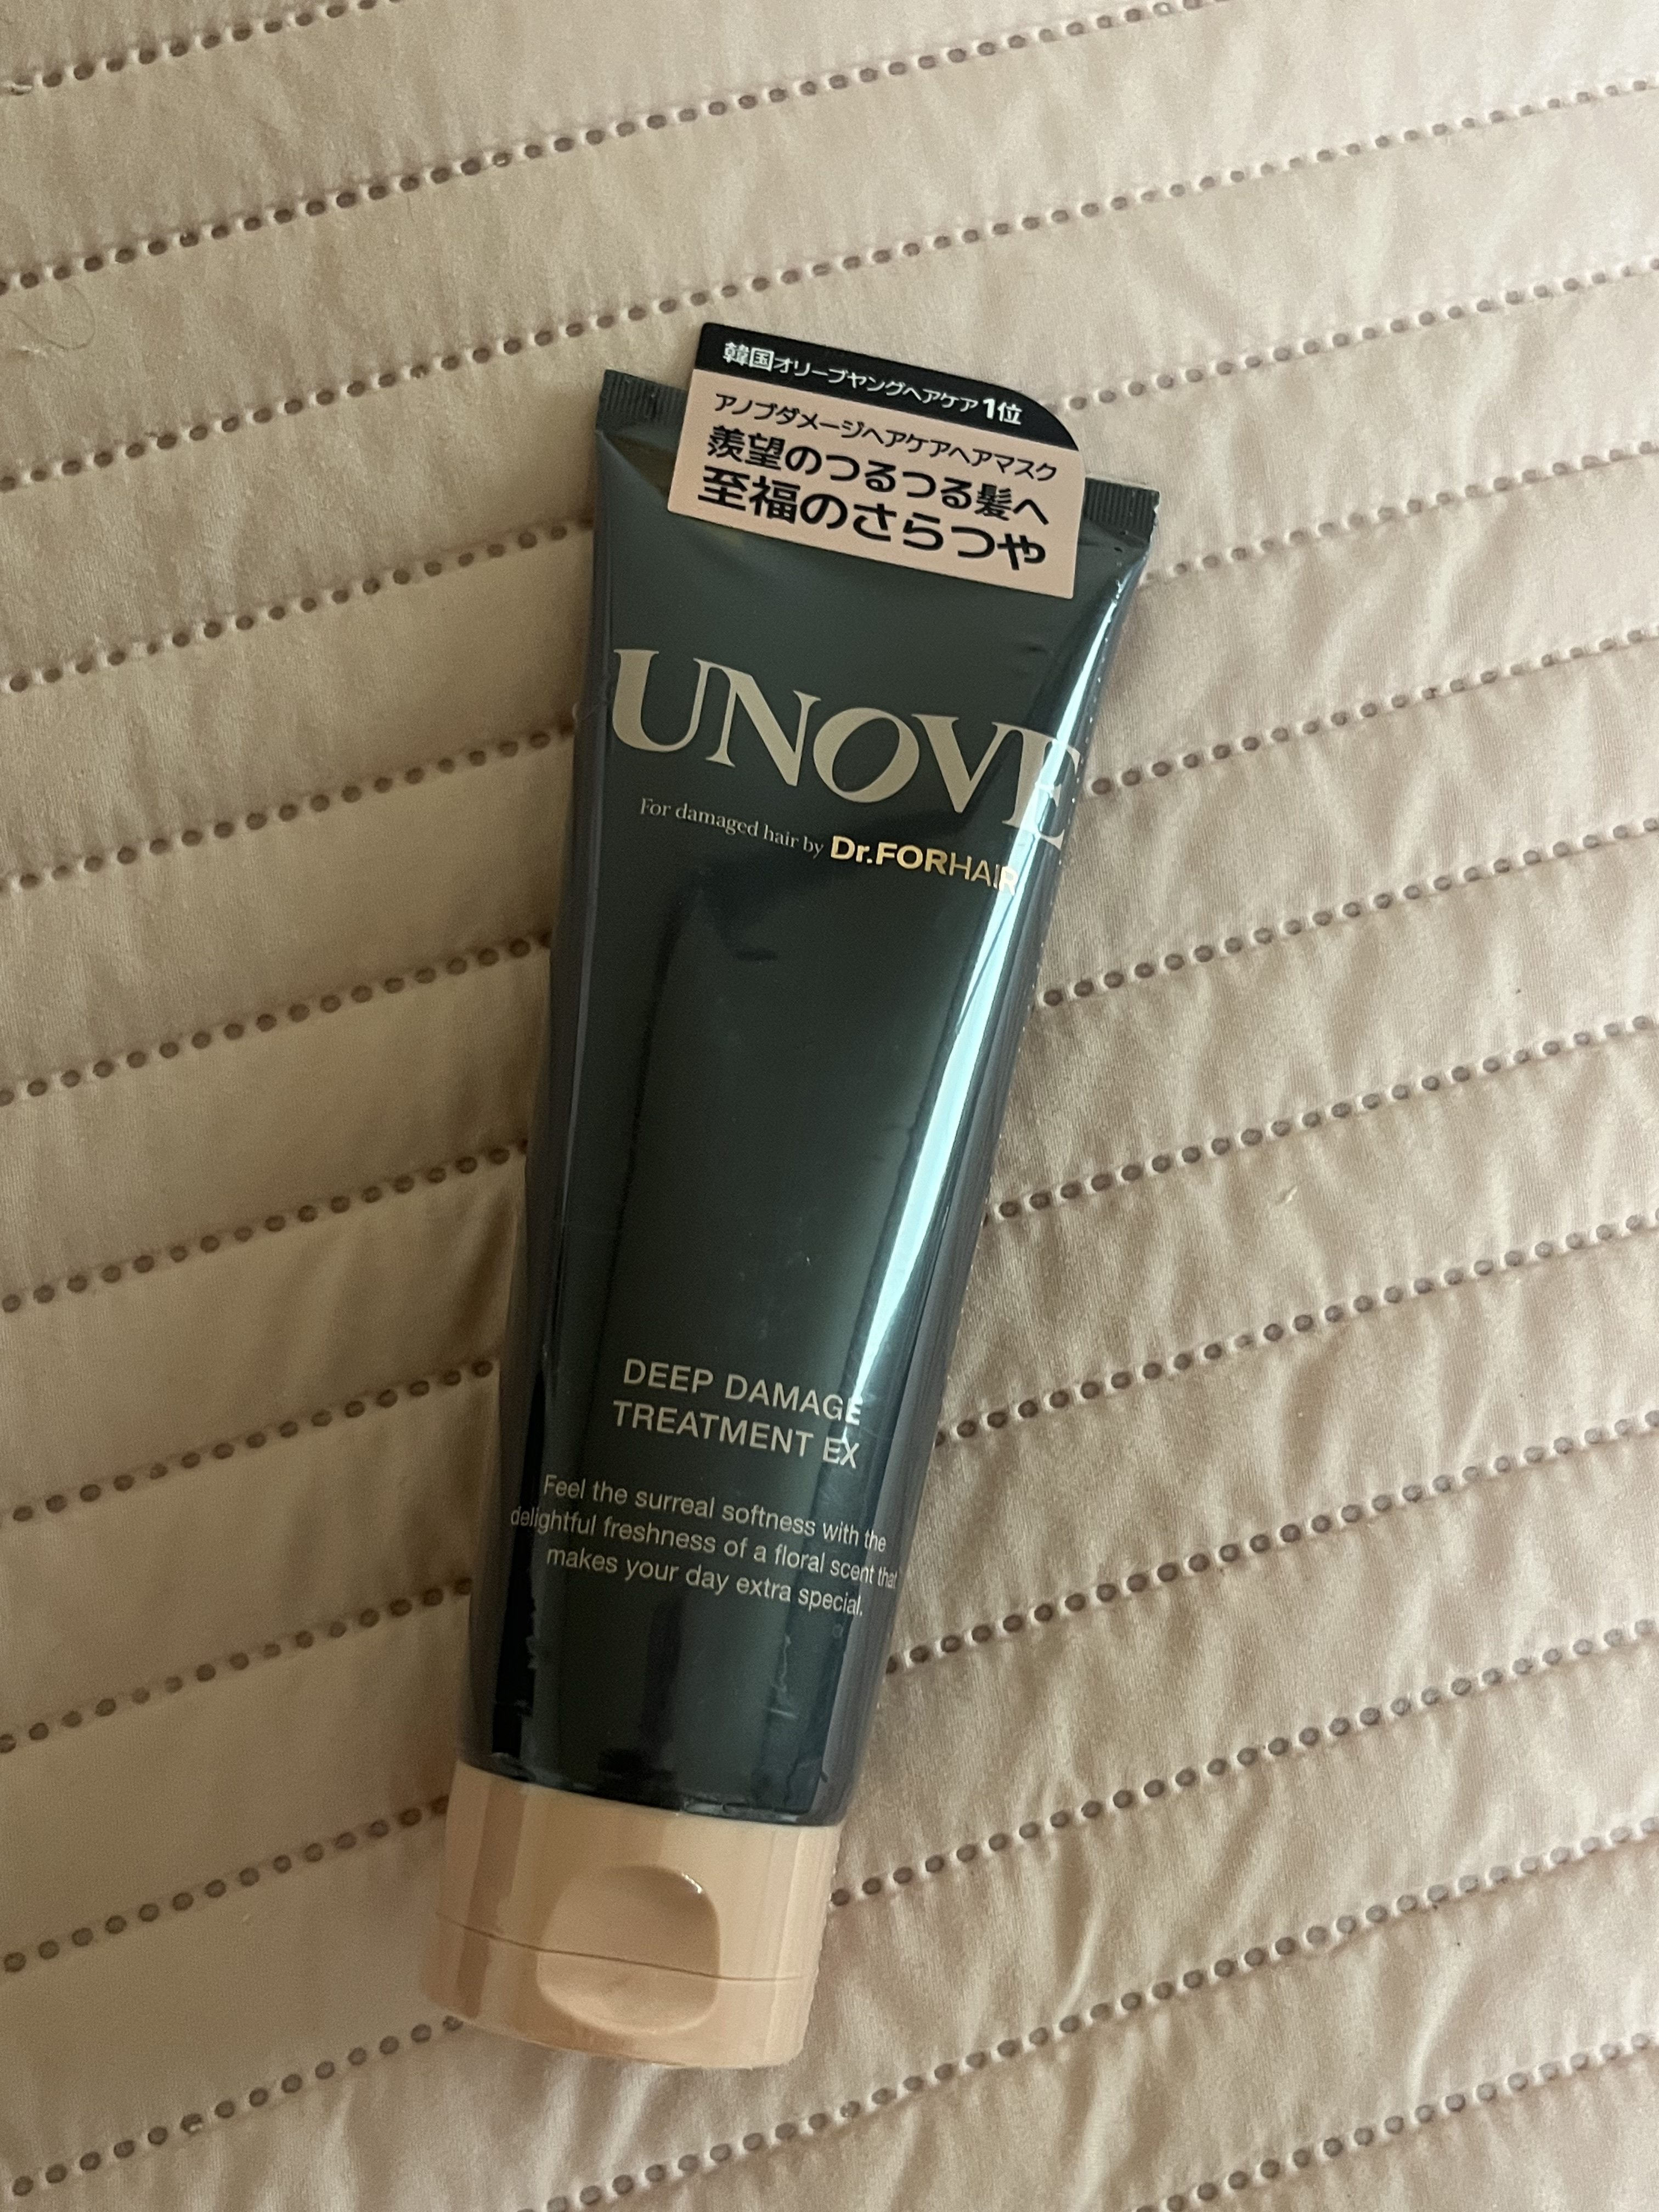 韓国オリーブヤングヘアケア1位
アノブダメージヘアケアヘアマスク
羨望のつるつる髪へ
至福のさらつや
UNOVE
For damaged hair by Dr.FORHAIR
DEEP DAMAGE
TREATMENT EX
Feel the surreal softness with the
delightful freshness of a floral scent that
makes your day extra special.